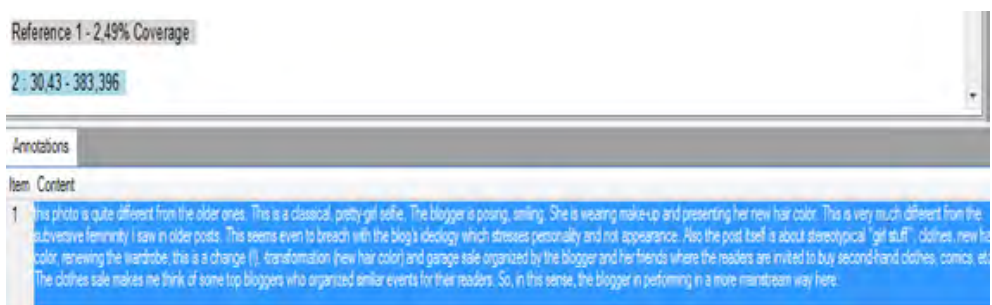 Reference 1 - 2,49% Coverage
2 : 30,43 - 383,396
Annotations
Item Content
1 this photo is quite different from the older ones. This is a classical, pretty-girl selfie. The blogger is posing, smiling. She is wearing make-up and presenting her new hair color. This is very much different from the
subversive femininity I saw in older posts. This seems even to breach with the blog's ideology which stresses personality and not appearance. Also the post itself is about stereotypical "girl stuff", clothes, new ha
color, renewing the wardrobe, this is a change (!), -transformation (new hair color) and garage sale organized by the blogger and her friends where the readers are invited to buy second-hand clothes, comics, etc
The clothes sale makes me think of some top bloggers who organized similar events for their readers. So, in this sense, the blogger in performing in a more mainstream way here.